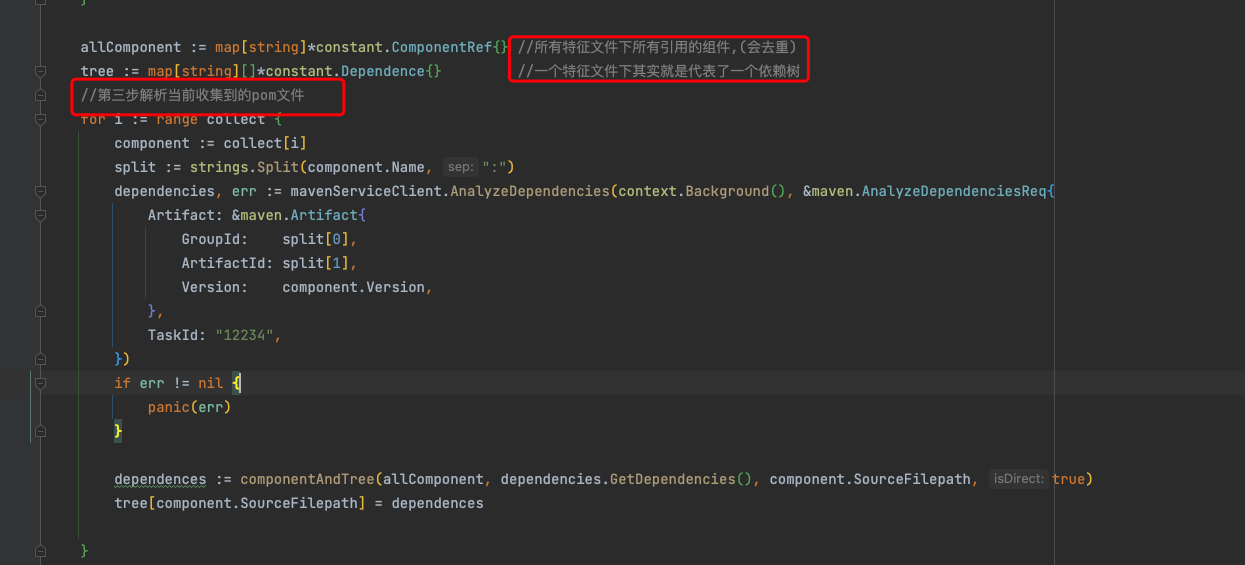 }
allComponent := map[string]*constant.ComponentRef{} //所有特征文件下所有引用的组件,(会去重)
tree := map[string][]*constant.Dependence{} //一个特征文件下其实就是代表了一个依赖树
//第三步解析当前收集到的pom文件
for i := range collect {
component := collect[i]
split := strings.Split(component.Name, sep: ":")
dependencies, err := mavenServiceClient.AnalyzeDependencies(context.Background(), &maven.AnalyzeDependenciesReq{
Artifact: &maven.Artifact{
GroupId: split[0],
ArtifactId: split[1],
Version: component.Version,
},
TaskId: "12234",
})
if err != nil {
panic(err)
}
dependences := componentAndTree(allComponent, dependencies.GetDependencies(), component.SourceFilepath, isDirect: true)
tree[component.SourceFilepath] = dependences
}